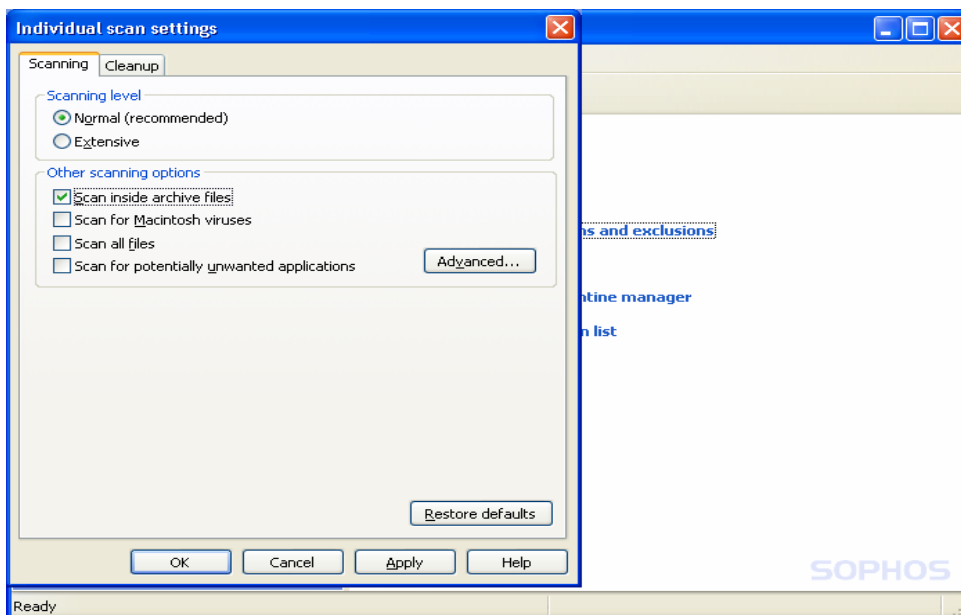 Individual scan settings
Scanning
Cleanup
Scanning level
Normal (recommended)
Extensive
Other scanning options
Scan inside archive files
Scan for Macintosh viruses
Scan all files
Scan for potentially unwanted applications
Advanced...
Restore defaults
OK
Cancel
Apply
Help
and exclusions
manager
list
SOPHOS
Ready